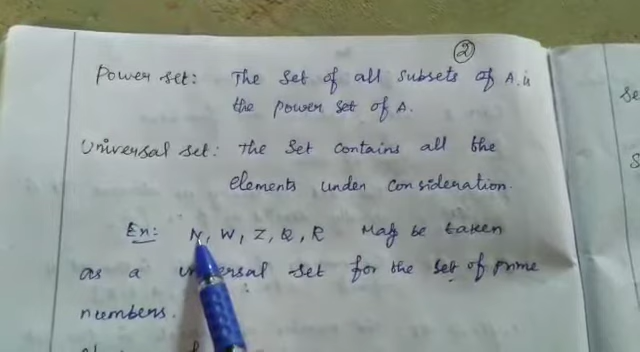 2
Power set: The set of all subsets of A. is
the power set of A.
Universal set: The set contains all the
elements under consideration.
Ex: N, W, Z, Q, R May be taken
as a universal set for the set of prime
numbers.